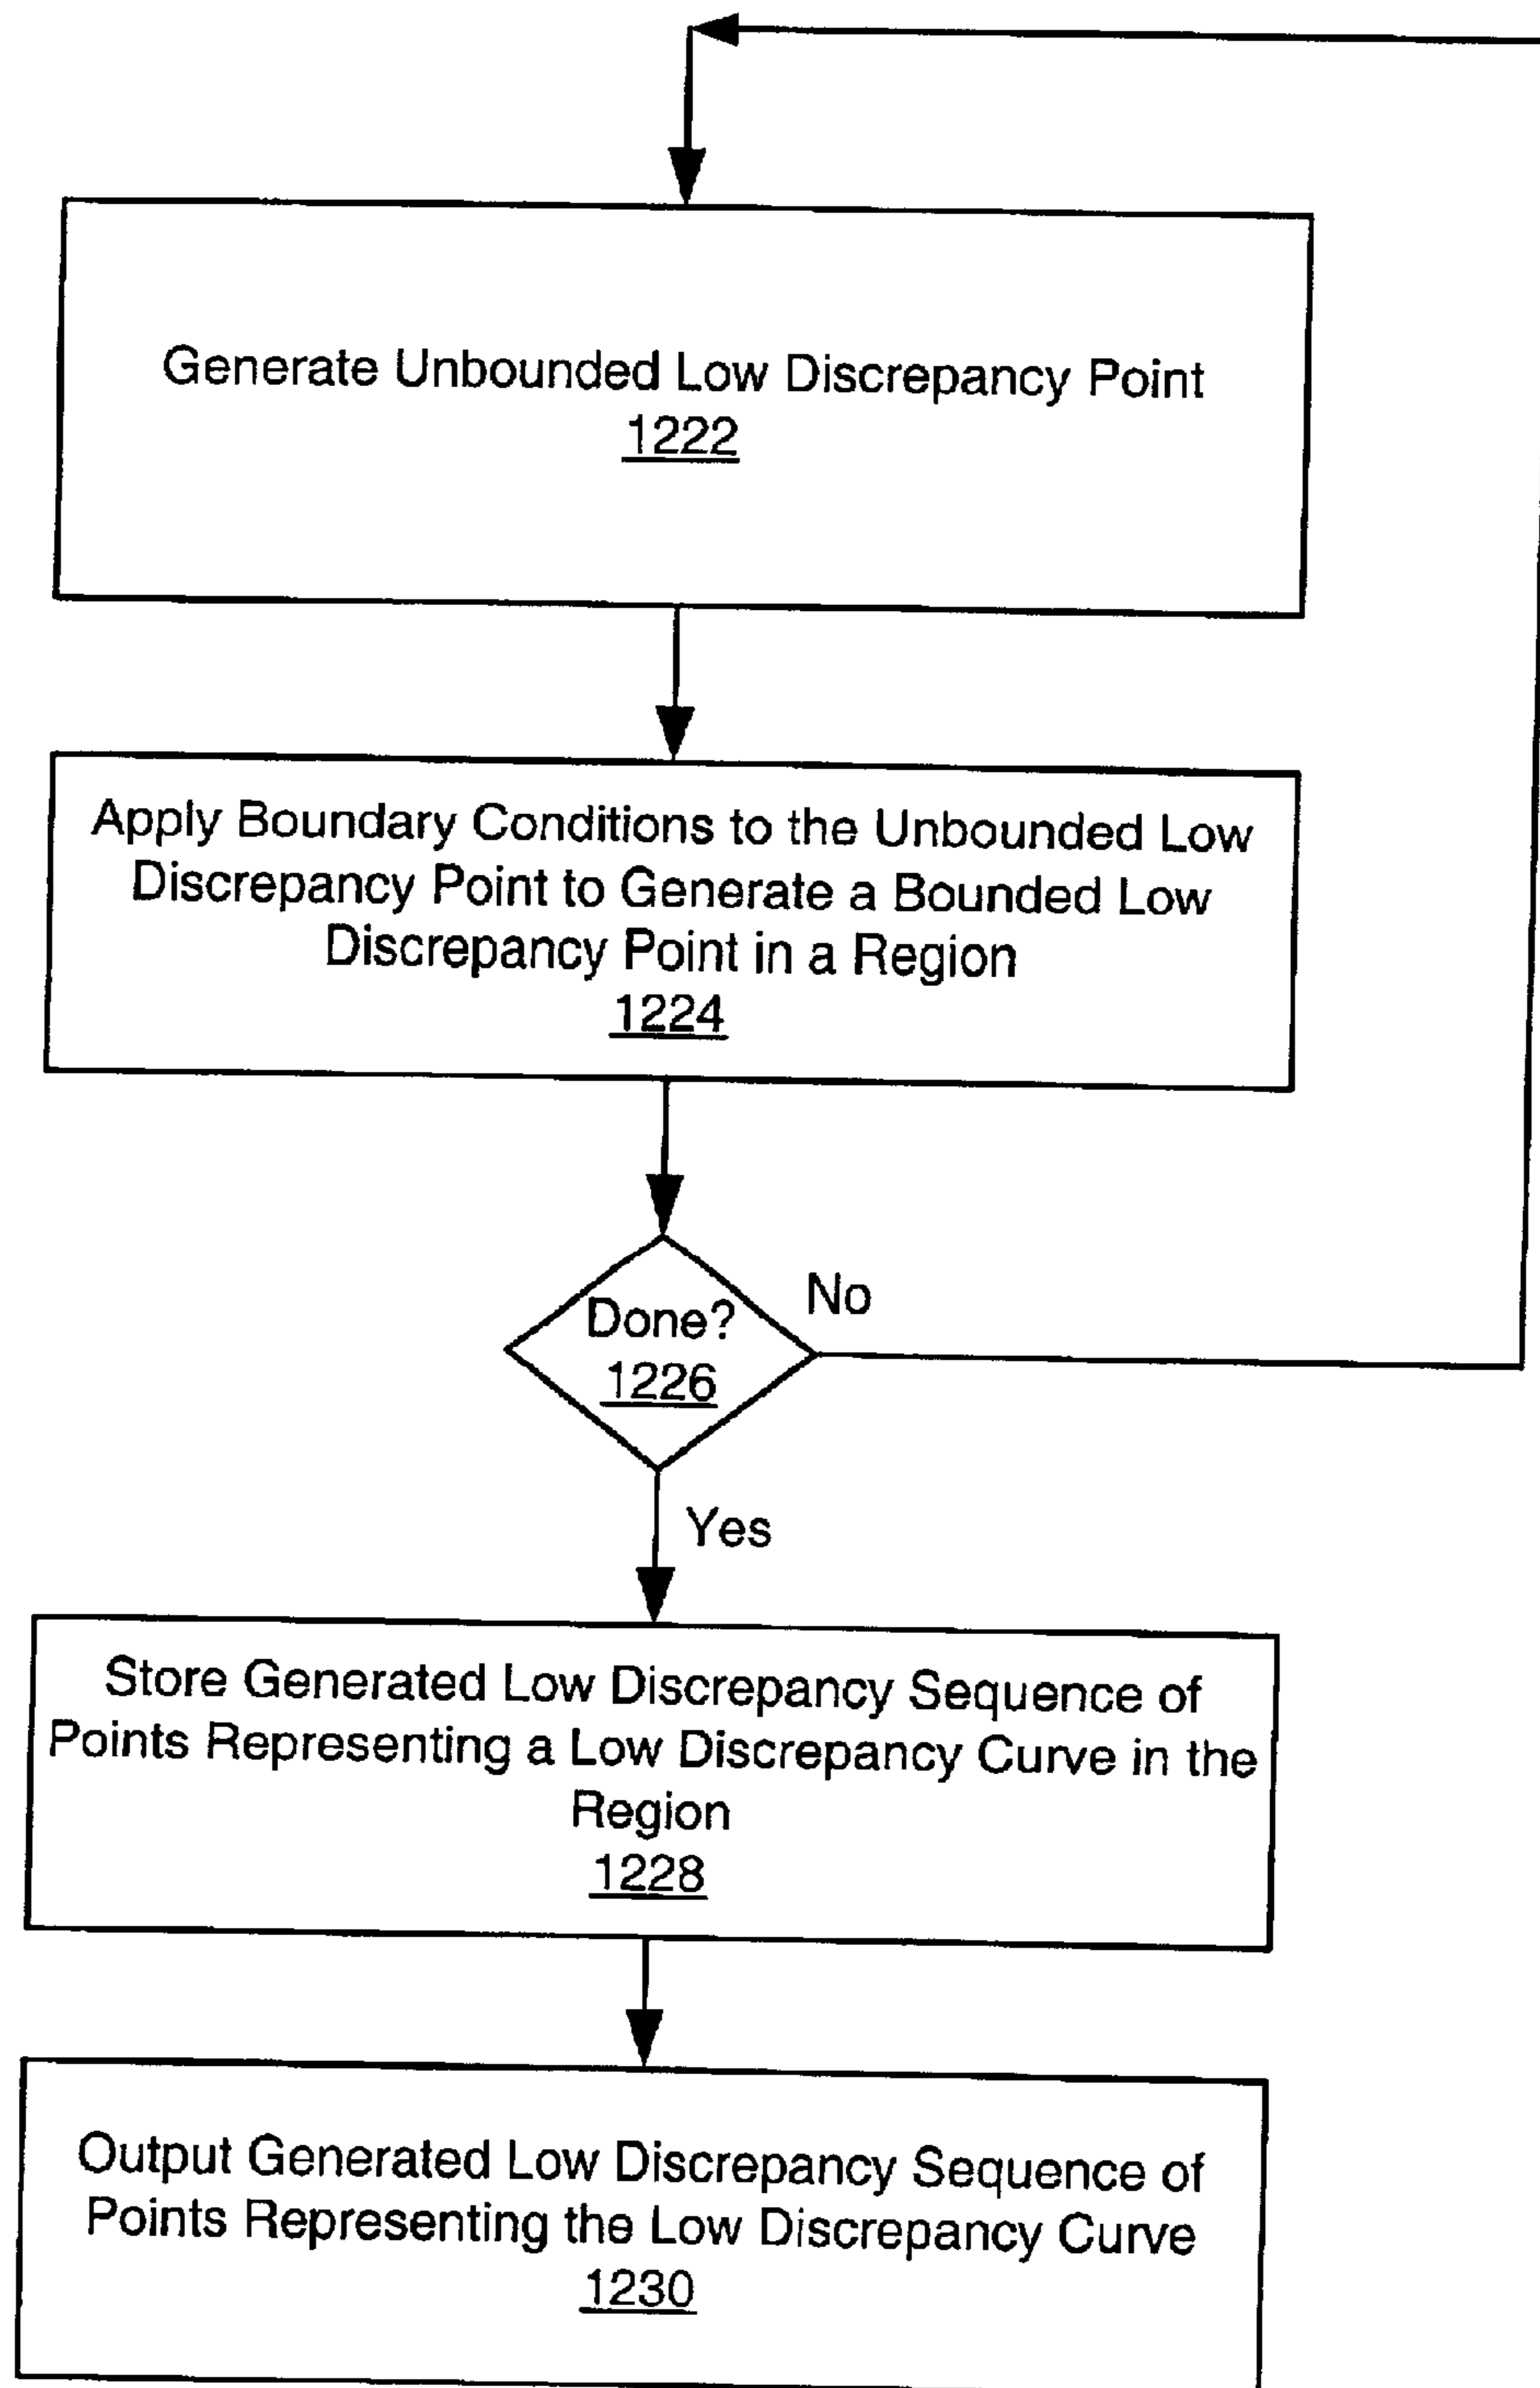 Generate Unbounded Low Discrepancy Point
1222
Apply Boundary Conditions to the Unbounded Low
Discrepancy Point to Generate a Bounded Low
Discrepancy Point in a Region
1224
Done?
1226
No
Yes
Store Generated Low Discrepancy Sequence of
Points Representing a Low Discrepancy Curve in the
Region
1228
Output Generated Low Discrepancy Sequence of
Points Representing the Low Discrepancy Curve
1230